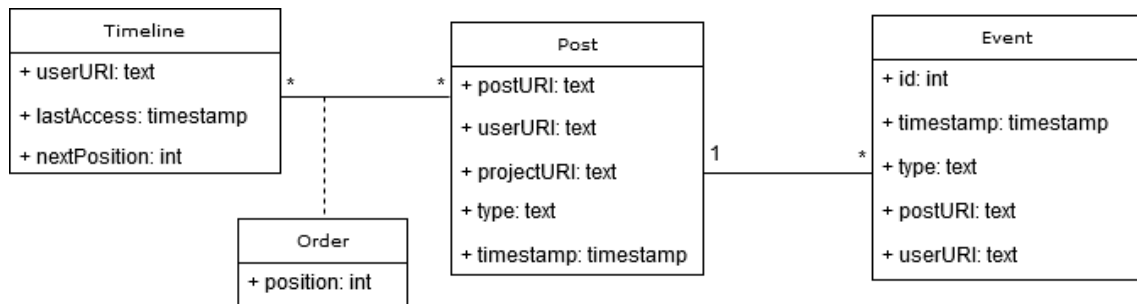 Timeline
+ userURI: text
+ lastAccess: timestamp
+ nextPosition: int
* *
Order
+ position: int
Post
+ postURI: text
+ userURI: text
+ projectURI: text
+ type: text
+ timestamp: timestamp
1 *
Event
+ id: int
+ timestamp: timestamp
+ type: text
+ postURI: text
+ userURI: text